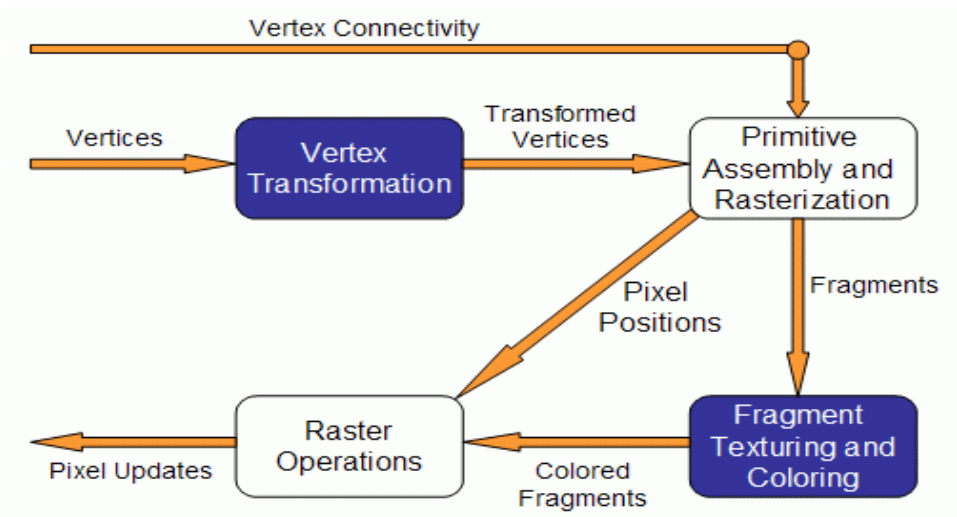 Vertex Connectivity
Vertices
Vertex
Transformation
Transformed
Vertices
Primitive
Assembly and
Rasterization
Pixel
Positions
Fragments
Raster
Operations
Fragment
Texturing and
Coloring
Pixel Updates
Colored
Fragments